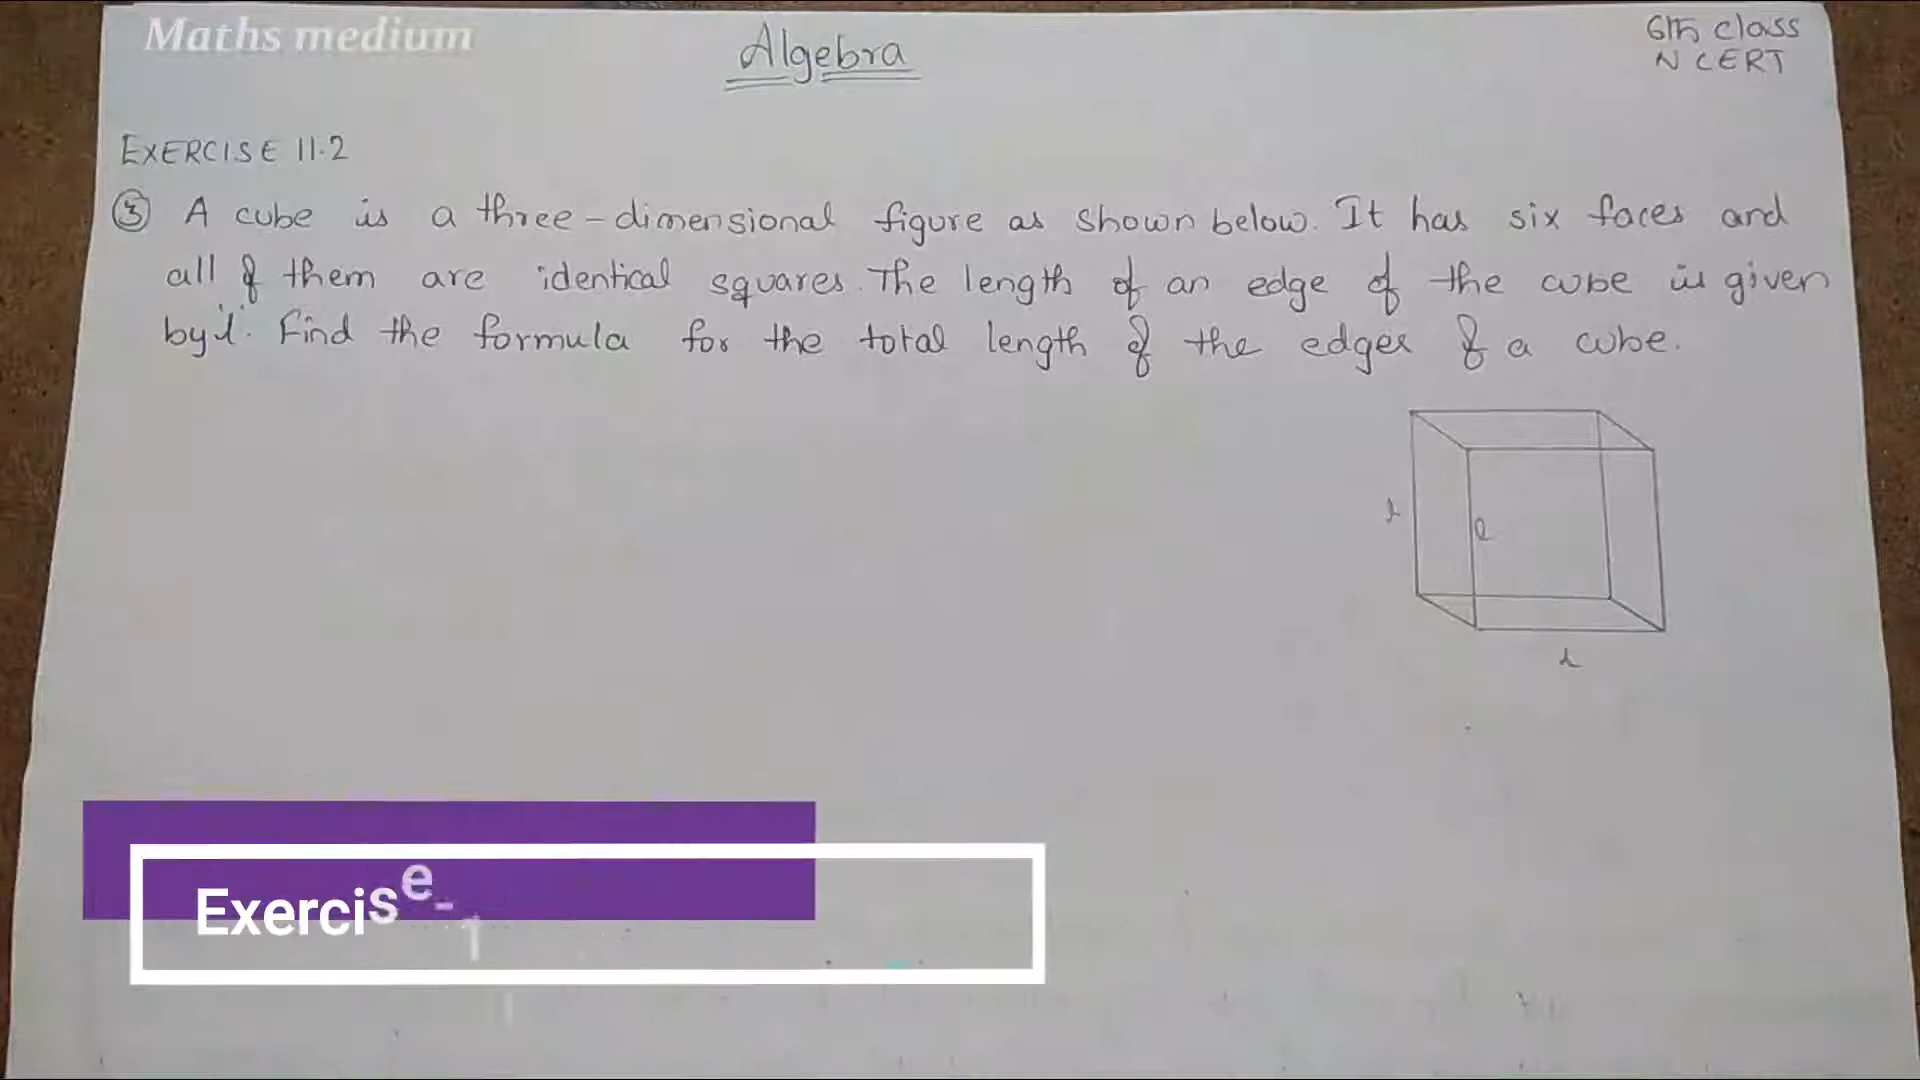 Maths medium
Algebra
6th class
NCERT
EXERCISE 11.2
③ A cube is a three-dimensional figure as shown below. It has six faces and
all of them are identical squares. The length of an edge of the cube is given
by 'l'. Find the formula for the total length of the edges of a cube.
l
l
l
Exercise-1